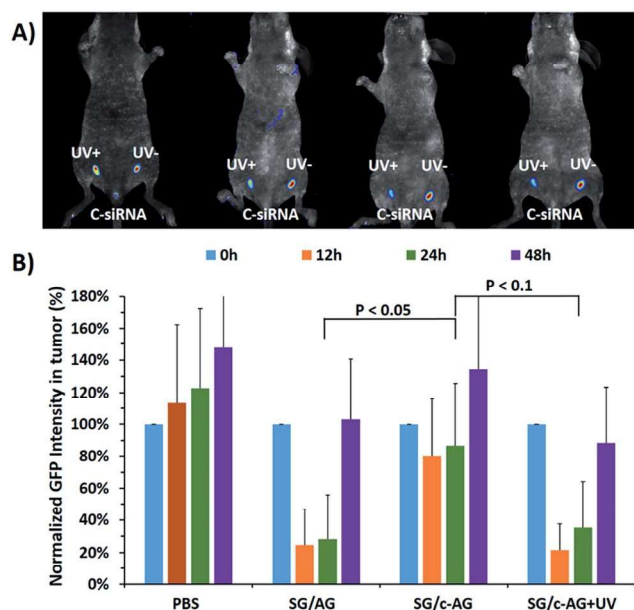 A)
UV+ UV- UV+ UV- UV+ UV- UV+ UV-
C-siRNA C-siRNA C-siRNA C-siRNA
B)
0h 12h 24h 48h
Normalized GFP Intensity in tumor (%)
180%
160%
140%
120%
100%
80%
60%
40%
20%
0%
P < 0.05
P < 0.1
PBS SG/AG SG/c-AG SG/c-AG+UV